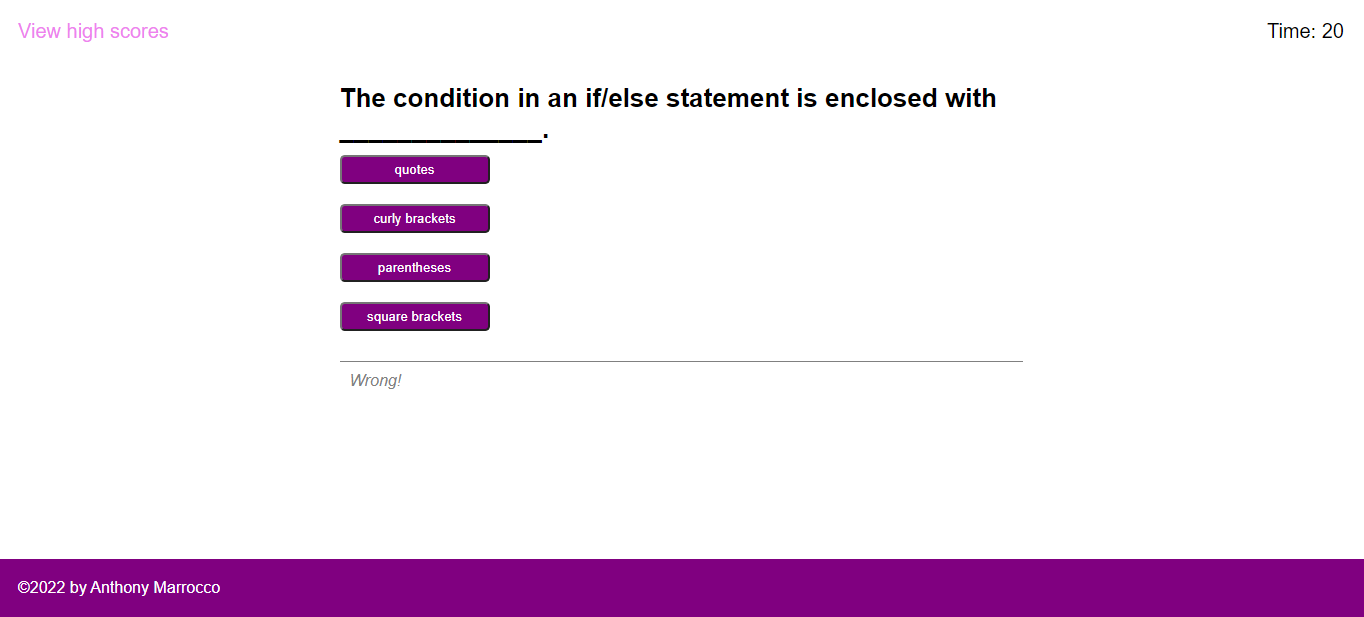 View high scores
Time: 20
The condition in an if/else statement is enclosed with
______________.
quotes
curly brackets
parentheses
square brackets
Wrong!
©2022 by Anthony Marrocco